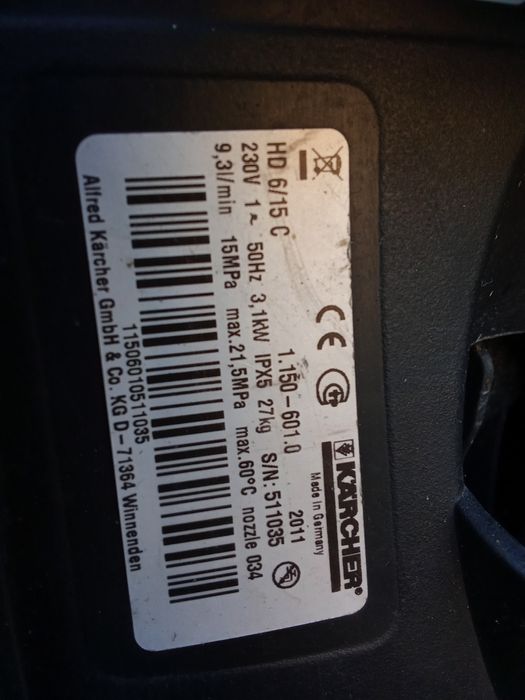 KÄRCHER®
Made in Germany
HD 6/15 C 1.150-601.0 2011
230V 1~ 50Hz 3,1kW IPX5 27kg S/N: 511035
9,3l/min 15MPa max.21,5MPa max.60°C nozzle 034
11506010511035
Alfred Kärcher GmbH & Co. KG D-71364 Winnenden